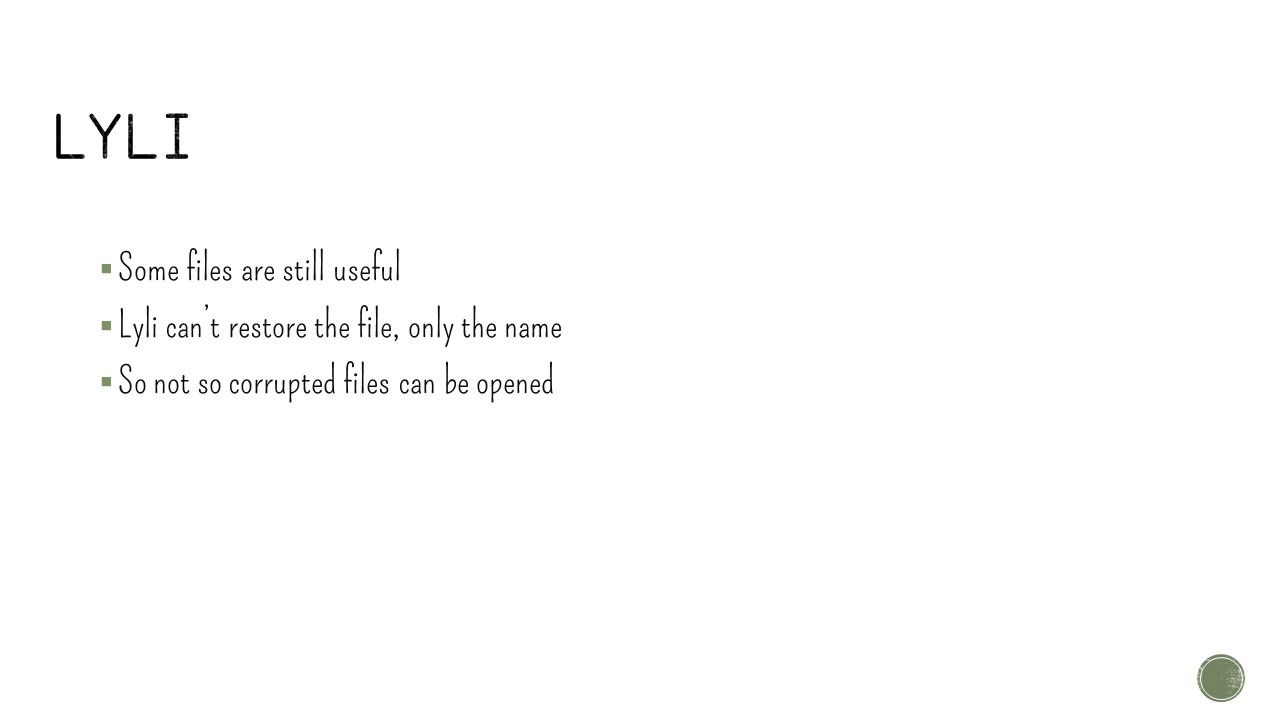 LYLI
▪ Some files are still useful
▪ Lyli can't restore the file, only the name
▪ So not so corrupted files can be opened